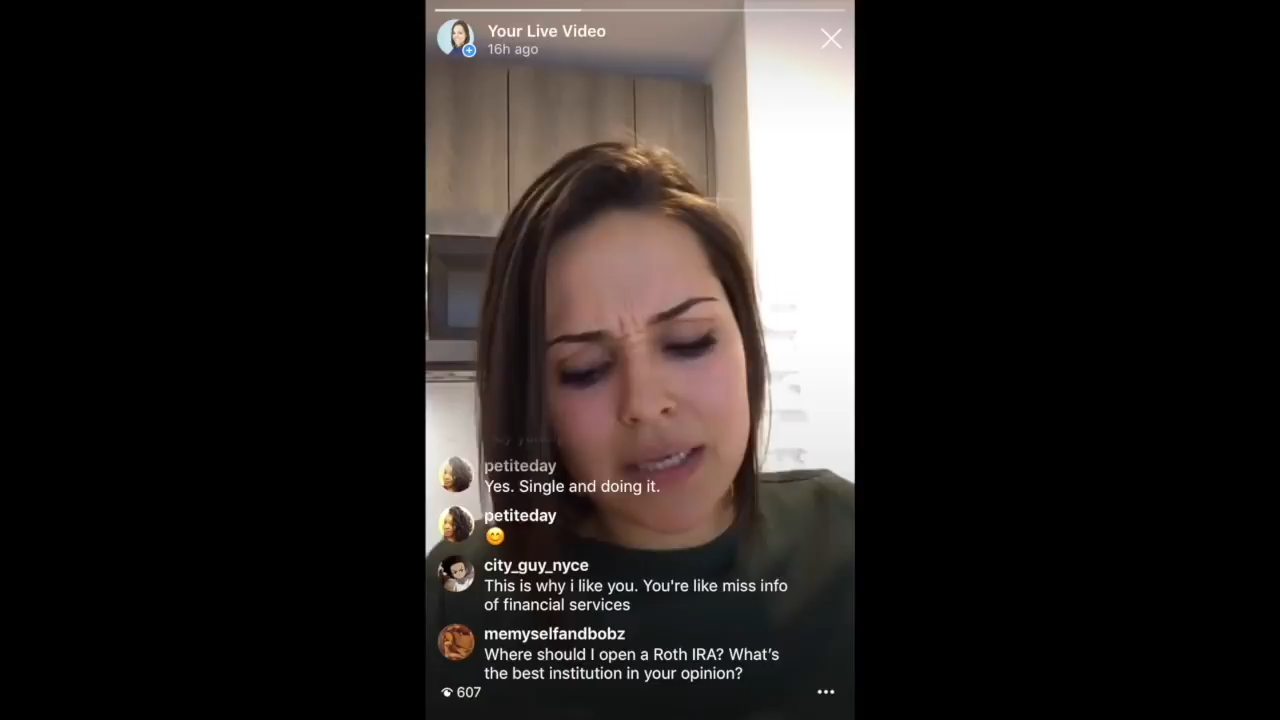 Your Live Video
16h ago
petiteday
Yes. Single and doing it.
petiteday
😊
city_guy_nyce
This is why i like you. You're like miss info
of financial services
memyselfandbobz
Where should I open a Roth IRA? What's
the best institution in your opinion?
607